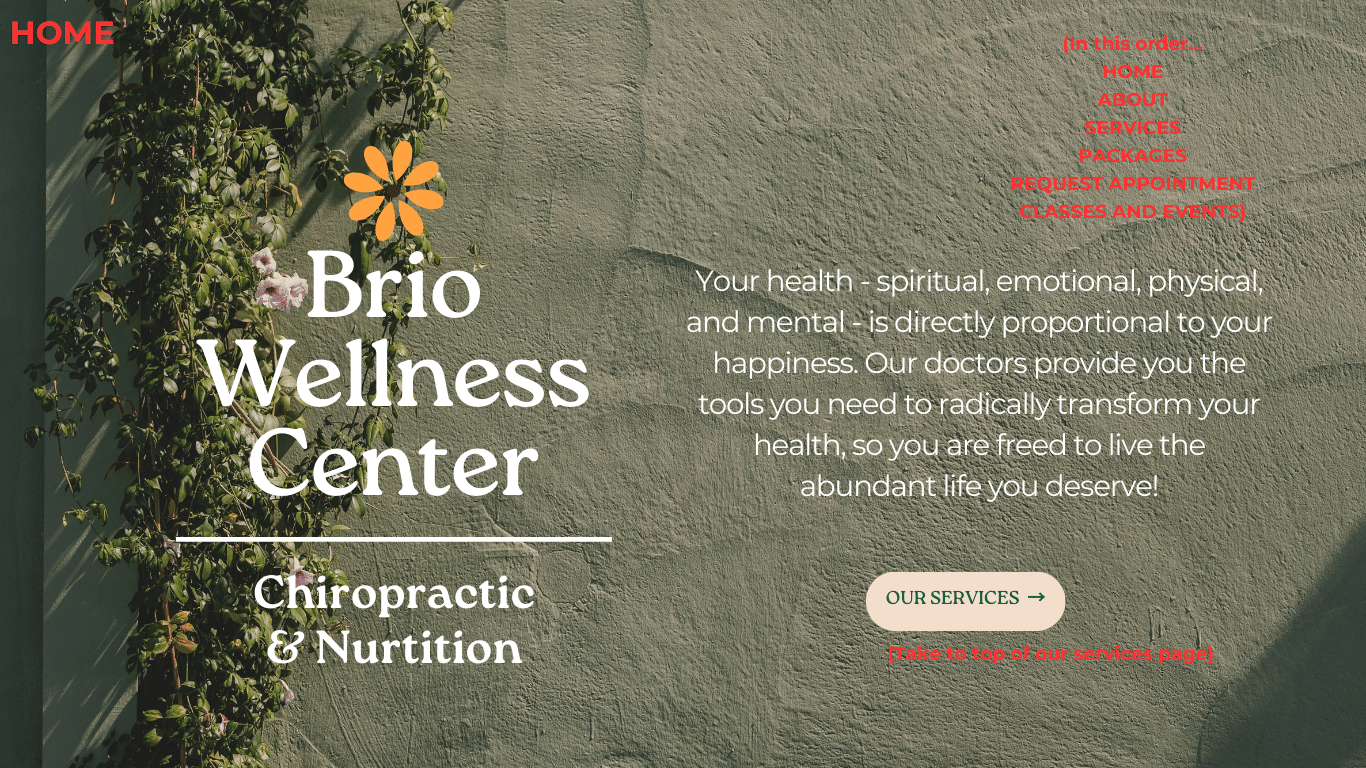 HOME
(In this order...
HOME
ABOUT
SERVICES
PACKAGES
REQUEST APPOINTMENT
CLASSES AND EVENTS)
Brio
Wellness
Center
Chiropractic
& Nurtition
Your health - spiritual, emotional, physical,
and mental - is directly proportional to your
happiness. Our doctors provide you the
tools you need to radically transform your
health, so you are freed to live the
abundant life you deserve!
OUR SERVICES →
(Take to top of our services page)